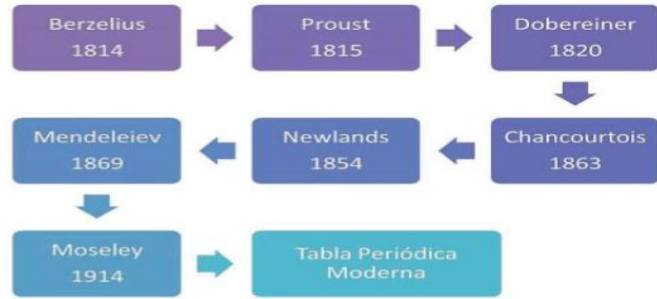 Berzelius
1814
Proust
1815
Dobereiner
1820
Chancourtois
1863
Newlands
1854
Mendeleiev
1869
Moseley
1914
Tabla Periódica
Moderna